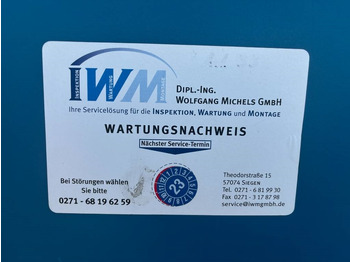 INSPEKTION
WARTUNG
MONTAGE
IWM
DIPL.-ING.
WOLFGANG MICHELS GMBH
Ihre Servicelösung für die INSPEKTION, WARTUNG und MONTAGE
WARTUNGSNACHWEIS
Nächster Service-Termin
Bei Störungen wählen
Sie bitte
0271 - 68 19 62 59
23
Theodorstraße 15
57074 SIEGEN
Tel. 0271 - 6 81 99 30
Fax 0271 - 3 17 87 98
service@iwmgmbh.de